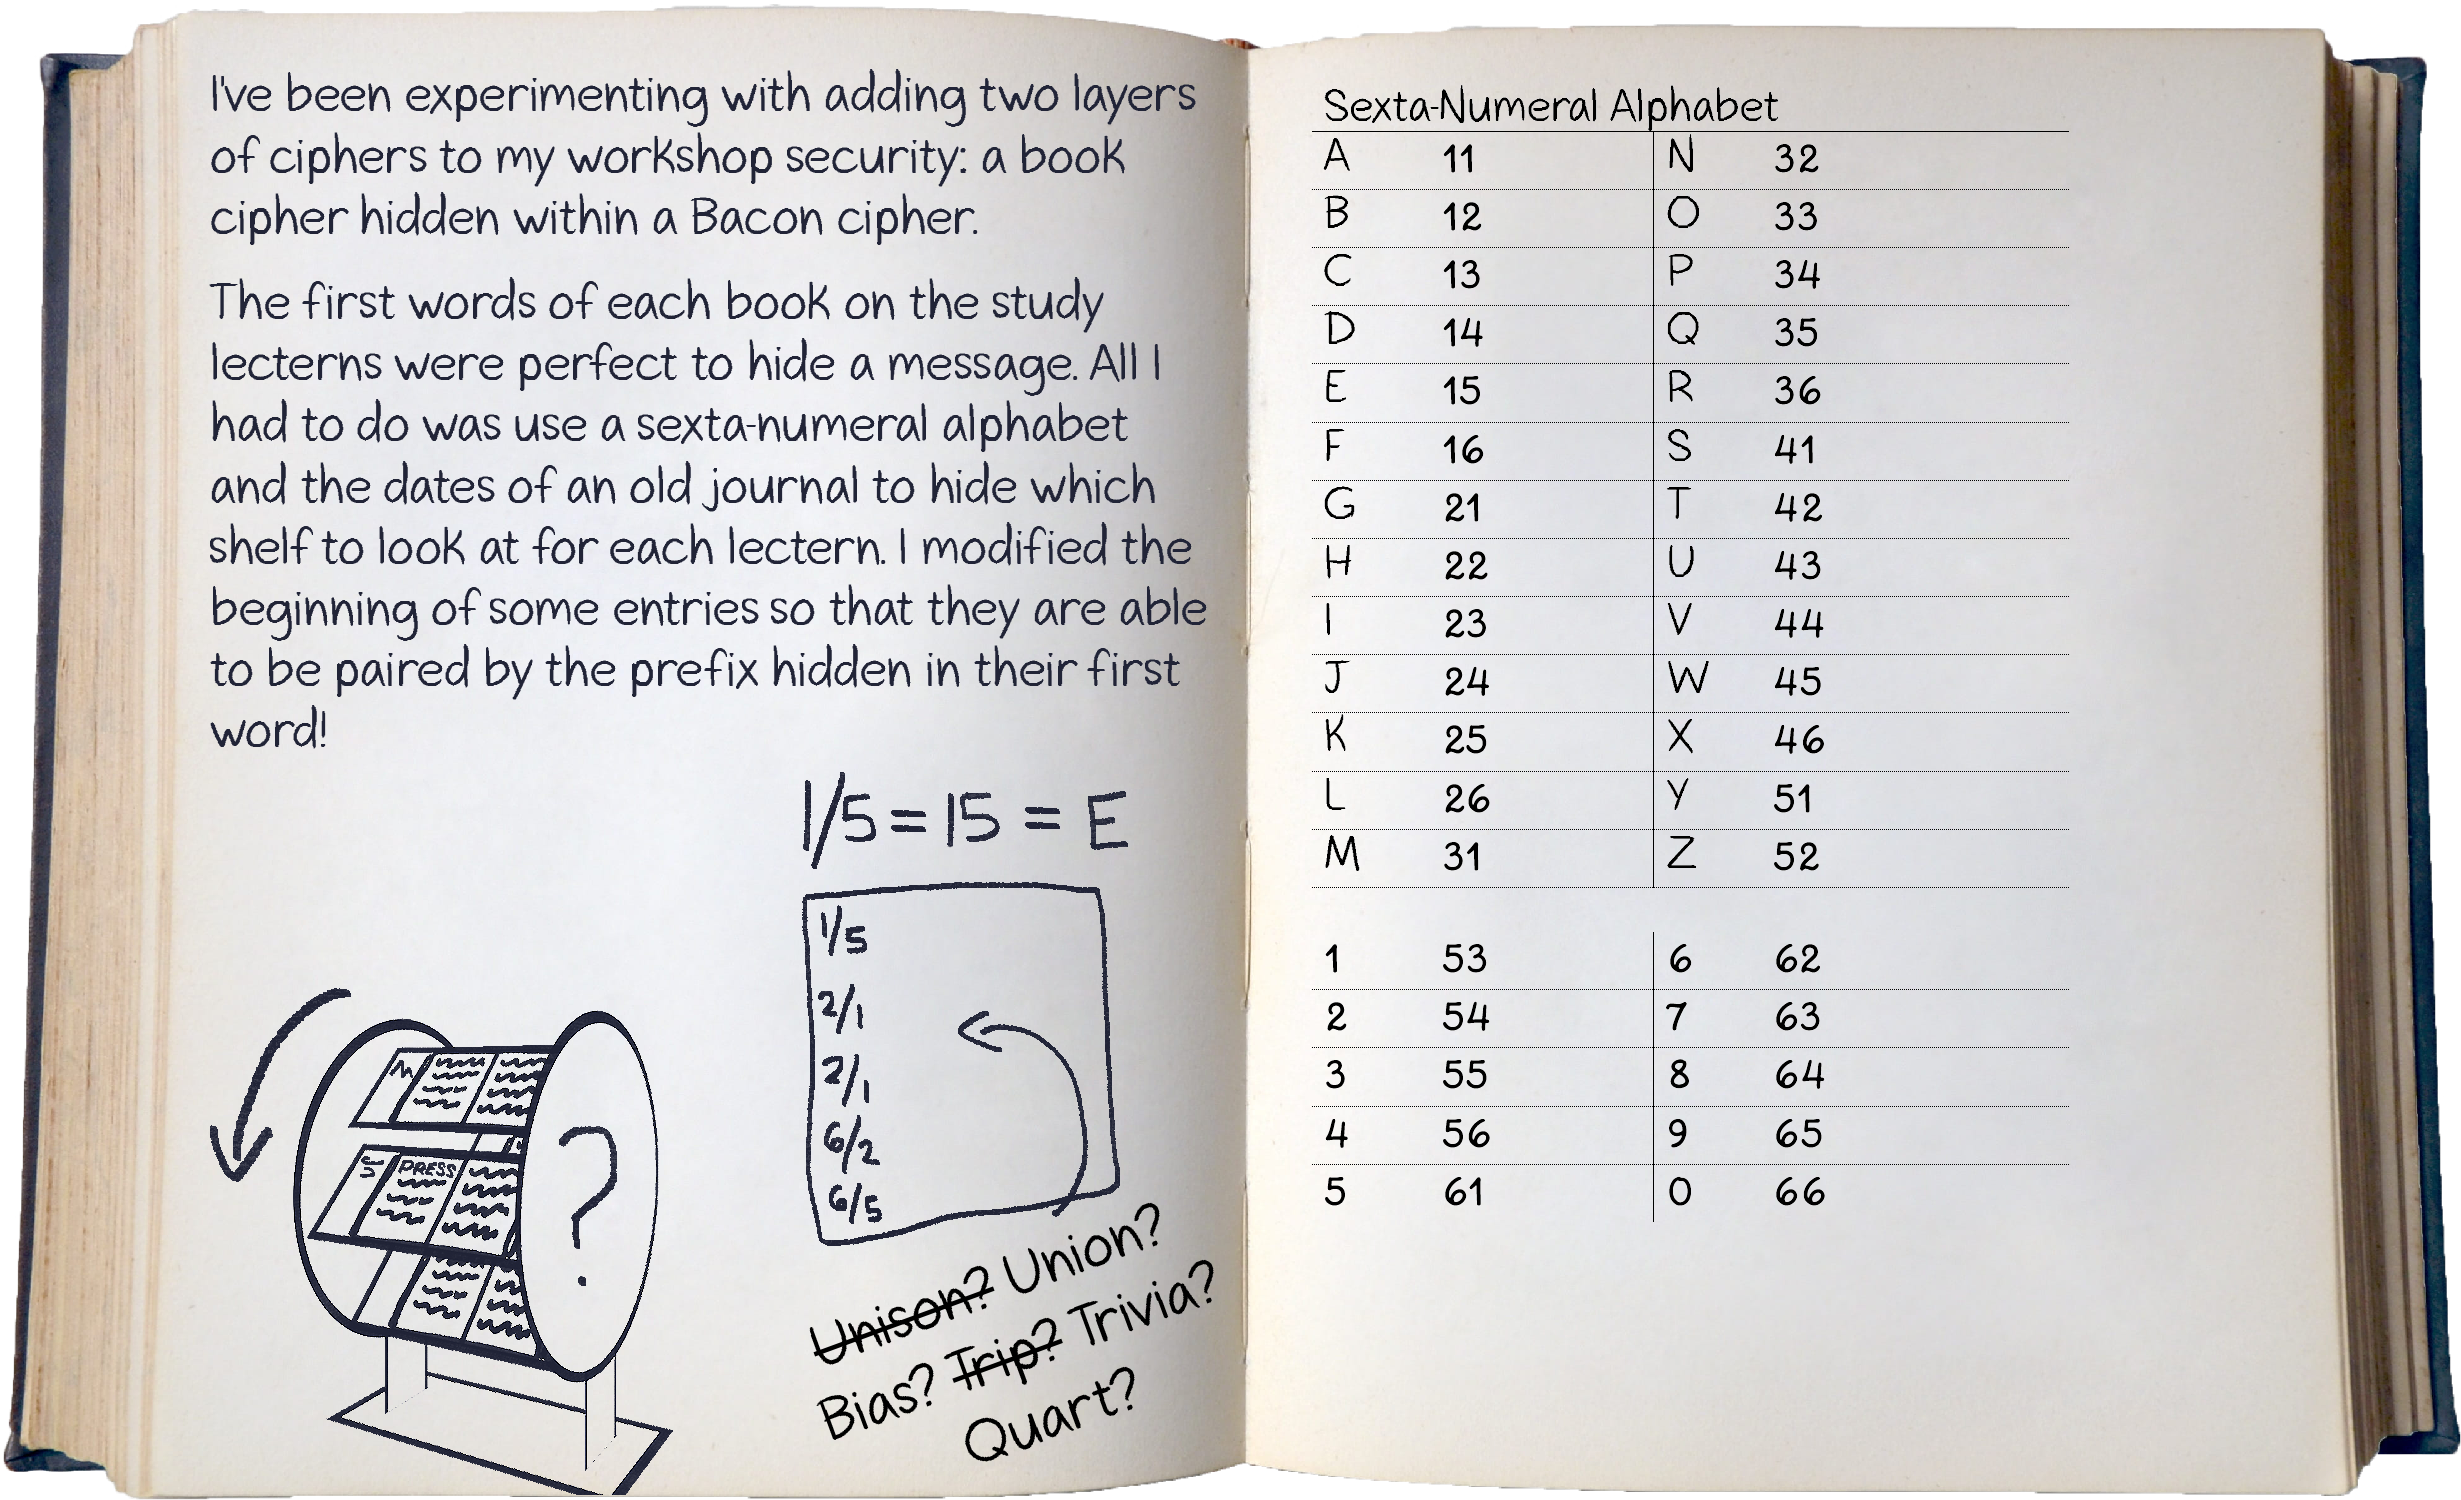 I've been experimenting with adding two layers
of ciphers to my workshop security: a book
cipher hidden within a Bacon cipher.
The first words of each book on the study
lecterns were perfect to hide a message. All I
had to do was use a sexta-numeral alphabet
and the dates of an old journal to hide which
shelf to look at for each lectern. I modified the
beginning of some entries so that they are able
to be paired by the prefix hidden in their first
word!
1/5 = 15 = E
1/5
2/1
2/1
6/2
6/5
PRESS
?
Unison? Union?
Bias? Trip? Trivia?
Quart?
Sexta-Numeral Alphabet
A 11 N 32
B 12 O 33
C 13 P 34
D 14 Q 35
E 15 R 36
F 16 S 41
G 21 T 42
H 22 U 43
I 23 V 44
J 24 W 45
K 25 X 46
L 26 Y 51
M 31 Z 52
1 53 6 62
2 54 7 63
3 55 8 64
4 56 9 65
5 61 0 66